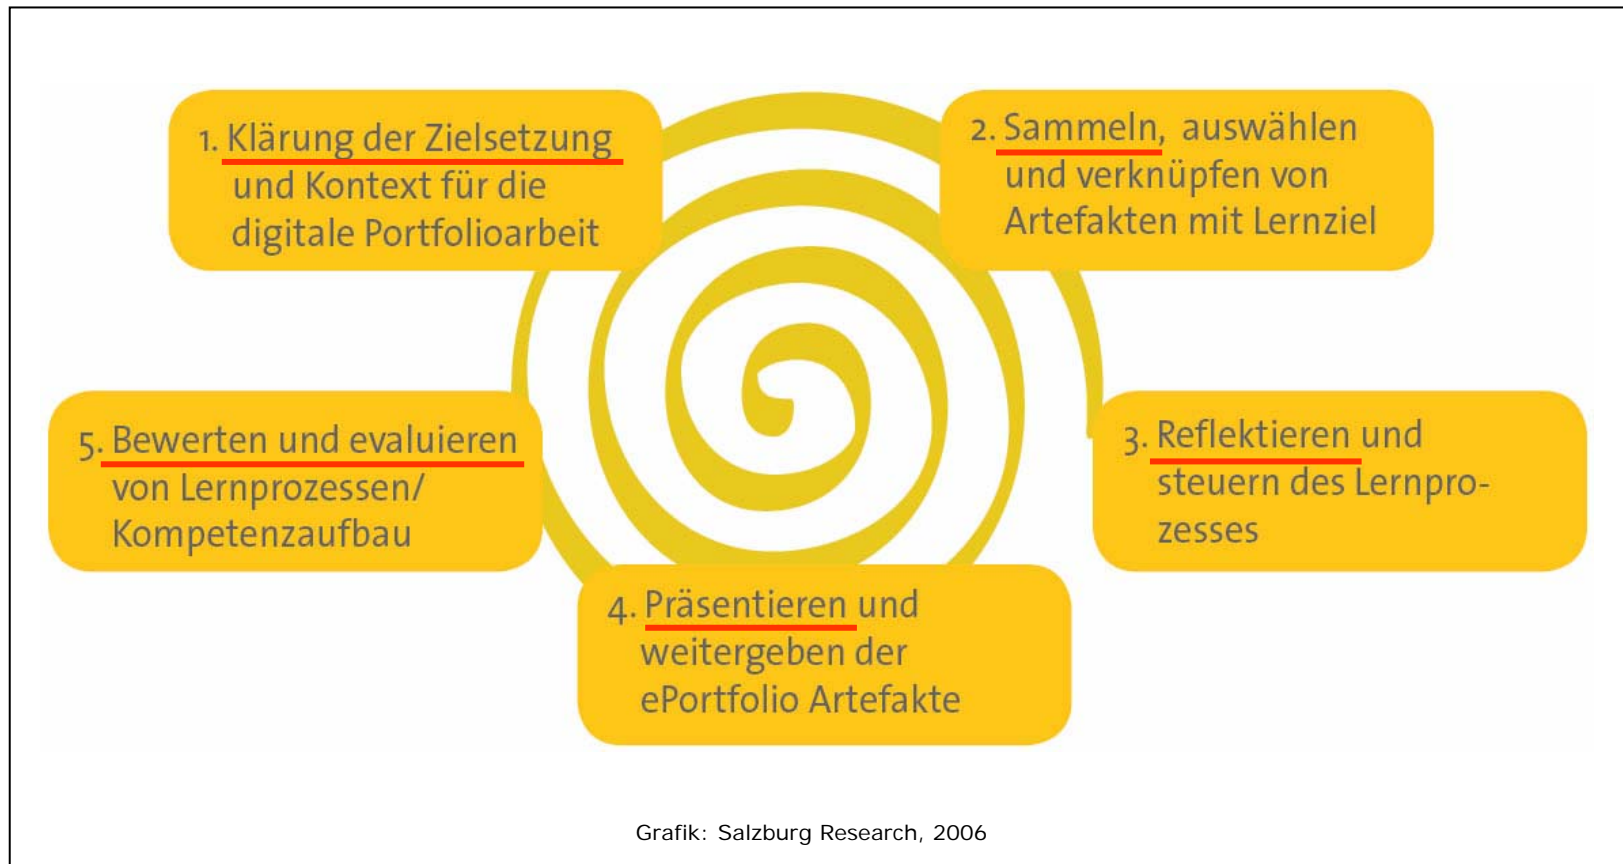 1. Klärung der Zielsetzung
und Kontext für die
digitale Portfolioarbeit
2. Sammeln, auswählen
und verknüpfen von
Artefakten mit Lernziel
3. Reflektieren und
steuern des Lernpro-
zesses
4. Präsentieren und
weitergeben der
ePortfolio Artefakte
5. Bewerten und evaluieren
von Lernprozessen/
Kompetenzaufbau
Grafik: Salzburg Research, 2006